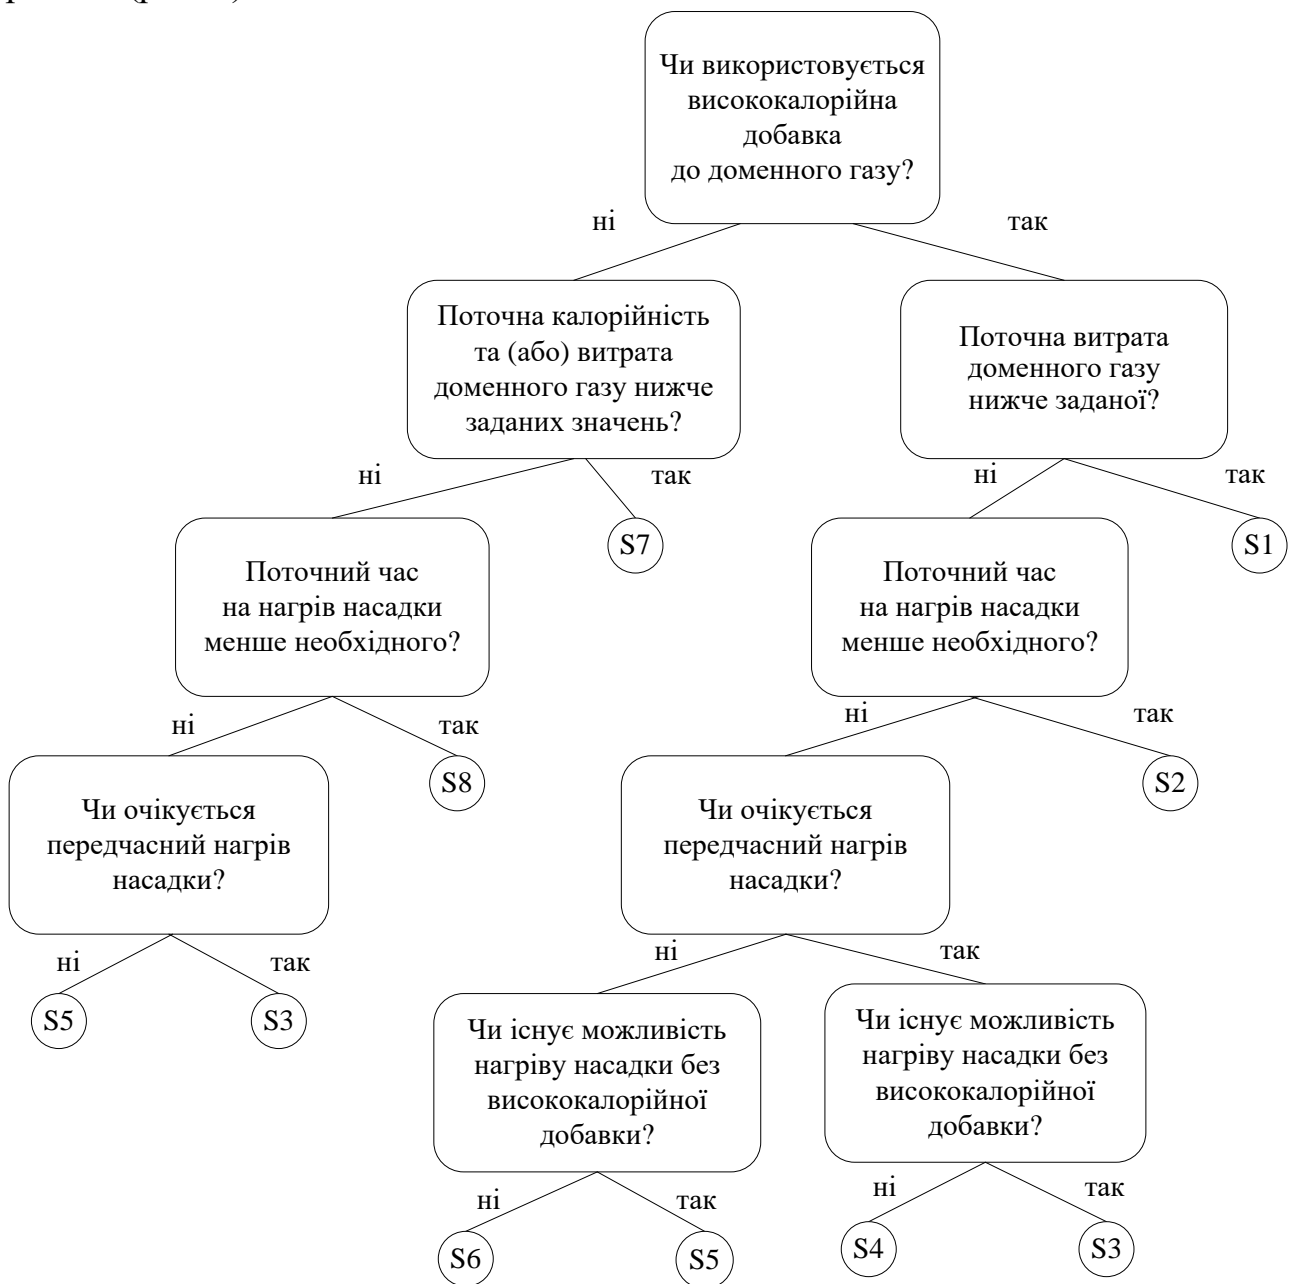 Чи використовується
висококалорійна
добавка
до доменного газу?
ні
так
Поточна калорійність
та (або) витрата
доменного газу нижче
заданих значень?
Поточна витрата
доменного газу
нижче заданої?
ні
так
ні
так
S7
S1
Поточний час
на нагрів насадки
менше необхідного?
Поточний час
на нагрів насадки
менше необхідного?
ні
так
ні
так
S8
S2
Чи очікується
передчасний нагрів
насадки?
Чи очікується
передчасний нагрів
насадки?
ні
так
ні
так
S5
S3
Чи існує можливість
нагріву насадки без
висококалорійної
добавки?
Чи існує можливість
нагріву насадки без
висококалорійної
добавки?
ні
так
ні
так
S6
S5
S4
S3